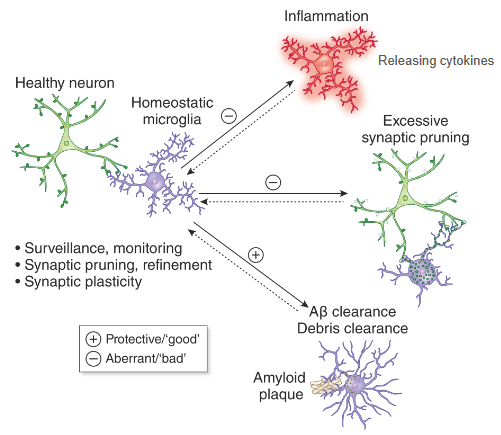 Inflammation
Releasing cytokines
Healthy neuron
Homeostatic
microglia
−
Excessive
synaptic pruning
−
• Surveillance, monitoring
• Synaptic pruning, refinement
• Synaptic plasticity
+
Aβ clearance
Debris clearance
+ Protective/‘good’
− Aberrant/‘bad’
Amyloid
plaque